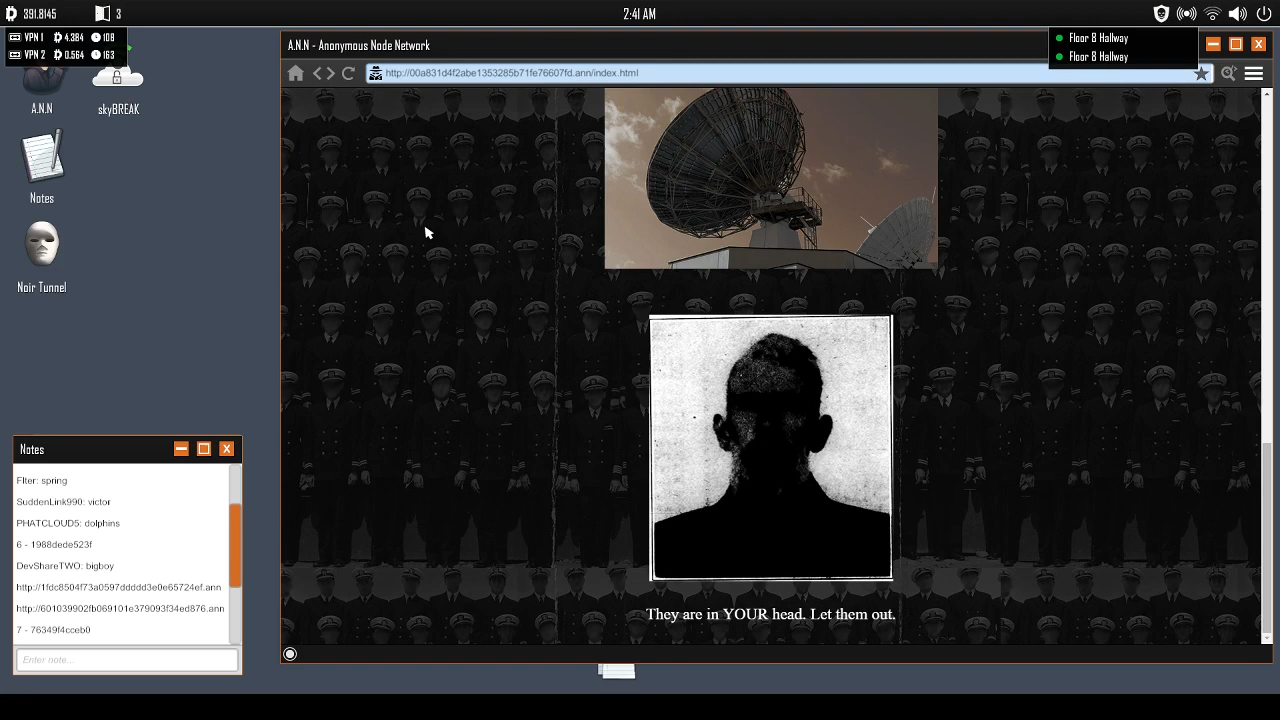 391.8145
3
2:41 AM
VPN 1 4.384 108
VPN 2 0.564 163
Floor 8 Hallway
Floor 8 Hallway
A.N.N
skyBREAK
Notes
Noir Tunnel
A.N.N - Anonymous Node Network
http://00a831d4f2abe1353285b71fe76607fd.ann/index.html
They are in YOUR head. Let them out.
Notes
FIter: spring
SuddenLink990: victor
PHATCLOUD5: dolphins
6 - 1988dede523f
DevShareTWO: bigboy
http://1fdc8504f73a0597ddddd3e0e65724ef.ann
http://601039902fb069101e379093f34ed876.ann
7 - 76349f4cceb0
Enter note...